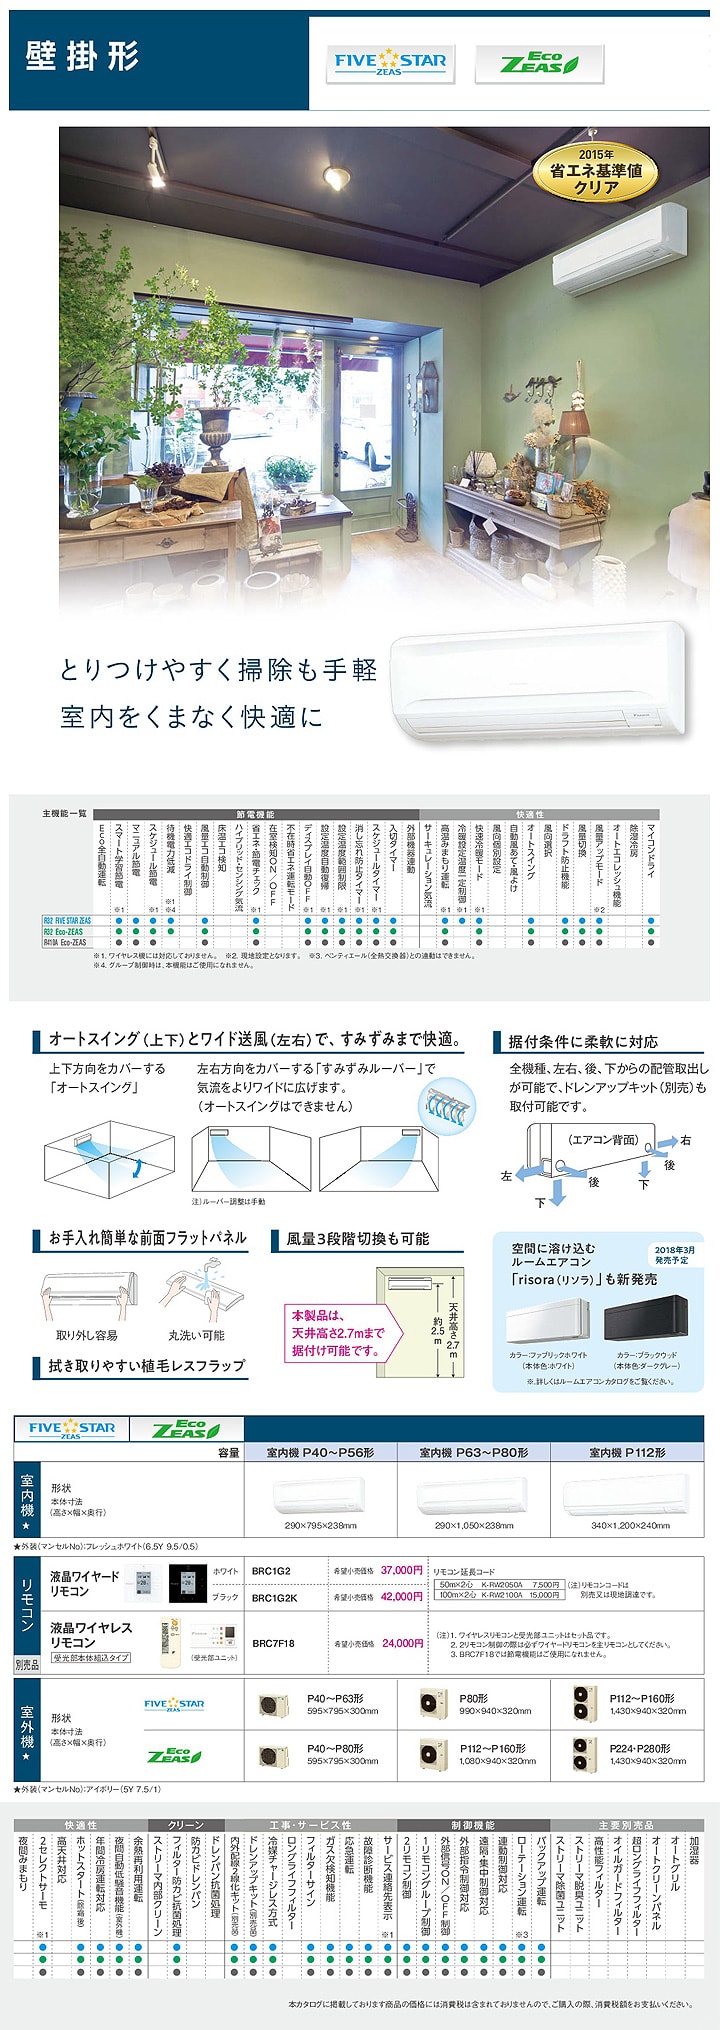 壁掛形
FIVE STAR
ZEAS
Eco
ZEAS
2015年
省エネ基準値
クリア
とりつけやすく掃除も手軽
室内をくまなく快適に
主機能一覧
節電機能
快適性
Eco全自動運転
スマート学習節電 ※1
マニュアル節電
スケジュール節電 ※1
待機電力低減 ※1 ※4
快適エコドライ制御
風量エコ自動制御
床温エコ検知
ハイブリッド・センシング気流
省エネ・節電チェック ※1
在室検知ON/OFF
不在時省エネ運転モード
ディスプレイ自動OFF ※1
設定温度自動復帰 ※1
設定温度範囲制限 ※1
消し忘れ防止タイマー ※1
スケジュールタイマー ※1
入切タイマー
外部機器連動
サーキュレーション気流
高温みまもり運転 ※1
冷暖設定温度二定制御 ※1
快速冷暖モード ※1
風向個別設定
自動風あて・風よけ
オートスイング
風向選択
ドラフト防止機能
風量切換
風量アップモード ※2
オートエコレッシュ機能
除湿冷房
マイコンドライ
R32 FIVE STAR ZEAS
R32 Eco-ZEAS
R410A Eco-ZEAS
※1. ワイヤレス機には対応しておりません。 ※2. 現地設定となります。 ※3. ベンティエール(全熱交換器)との連動はできません。
※4. グループ制御時は、本機能はご使用になれません。
オートスイング(上下)とワイド送風(左右)で、すみずみまで快適。
上下方向をカバーする
「オートスイング」
左右方向をカバーする「すみずみルーバー」で
気流をよりワイドに広げます。
(オートスイングはできません)
注)ルーバー調整は手動
据付条件に柔軟に対応
全機種、左右、後、下からの配管取出し
が可能で、ドレンアップキット(別売)も
取付可能です。
(エアコン背面)
右
後
下
左
後
下
お手入れ簡単な前面フラットパネル
取り外し容易
丸洗い可能
拭き取りやすい植毛レスフラップ
風量3段階切換も可能
本製品は、
天井高さ2.7mまで
据付け可能です。
約2.5m
天井高さ2.7m
空間に溶け込む
ルームエアコン
「risora(リソラ)」も新発売
2018年3月
発売予定
カラー:ファブリックホワイト
(本体色:ホワイト)
カラー:ブラックウッド
(本体色:ダークグレー)
※.詳しくはルームエアコンカタログをご覧ください。
FIVE STAR
ZEAS
Eco
ZEAS
容量
室内機 P40~P56形
室内機 P63~P80形
室内機 P112形
室内機★
形状
本体寸法
(高さ×幅×奥行)
290×795×238mm
290×1,050×238mm
340×1,200×240mm
★外装(マンセルNo):フレッシュホワイト(6.5Y 9.5/0.5)
リモコン
別売品
液晶ワイヤード
リモコン
ホワイト
BRC1G2
希望小売価格 37,000円
ブラック
BRC1G2K
希望小売価格 42,000円
リモコン延長コード
50m×2心 K-RW2050A 7,500円
100m×2心 K-RW2100A 15,000円
(注)リモコンコードは
別売又は現地調達です。
液晶ワイヤレス
リモコン
受光部本体組込タイプ
(受光部ユニット)
BRC7F18
希望小売価格 24,000円
(注)1. ワイヤレスリモコンと受光部ユニットはセット品です。
2. 2リモコン制御の際は必ずワイヤードリモコンを主リモコンとしてください。
3. BRC7F18では節電機能はご使用になれません。
室外機★
形状
本体寸法
(高さ×幅×奥行)
FIVE STAR
ZEAS
P40~P63形
595×795×300mm
P80形
990×940×320mm
P112~P160形
1,430×940×320mm
Eco
ZEAS
P40~P80形
595×795×300mm
P112~P160形
1,080×940×320mm
P224・P280形
1,430×940×320mm
★外装(マンセルNo):アイボリー(5Y 7.5/1)
快適性
クリーン
工事・サービス性
制御機能
主要別売品
夜間みまもり
2セレクトサーモ ※1
高天井対応
ホットスタート(除霜後)
年間冷房運転対応
夜間自動低騒音機能(室外機)
余熱再利用運転
ストリーマ内部クリーン
フィルター防カビ抗菌処理
防カビドレンパン
ドレンパン抗菌処理
内外配線2線化キット(別売品)
ドレンアップキット(別売品)
冷媒チャージレス方式
ロングライフフィルター
フィルターサイン
ガス欠検知機能
応急運転
故障診断機能
サービス連絡先表示 ※1
2リモコン制御
1リモコングループ制御
外部信号ON/OFF制御
外部指令制御対応
遠隔・集中制御対応
連動制御対応
ローテーション運転 ※3
バックアップ運転
ストリーマ除菌ユニット
ストリーマ脱臭ユニット
高性能フィルター
オイルガードフィルター
超ロングライフフィルター
オートクリーンパネル
オートグリル
加湿器
本カタログに掲載しております商品の価格には消費税は含まれておりませんので、ご購入の際、消費税額をお支払いください。